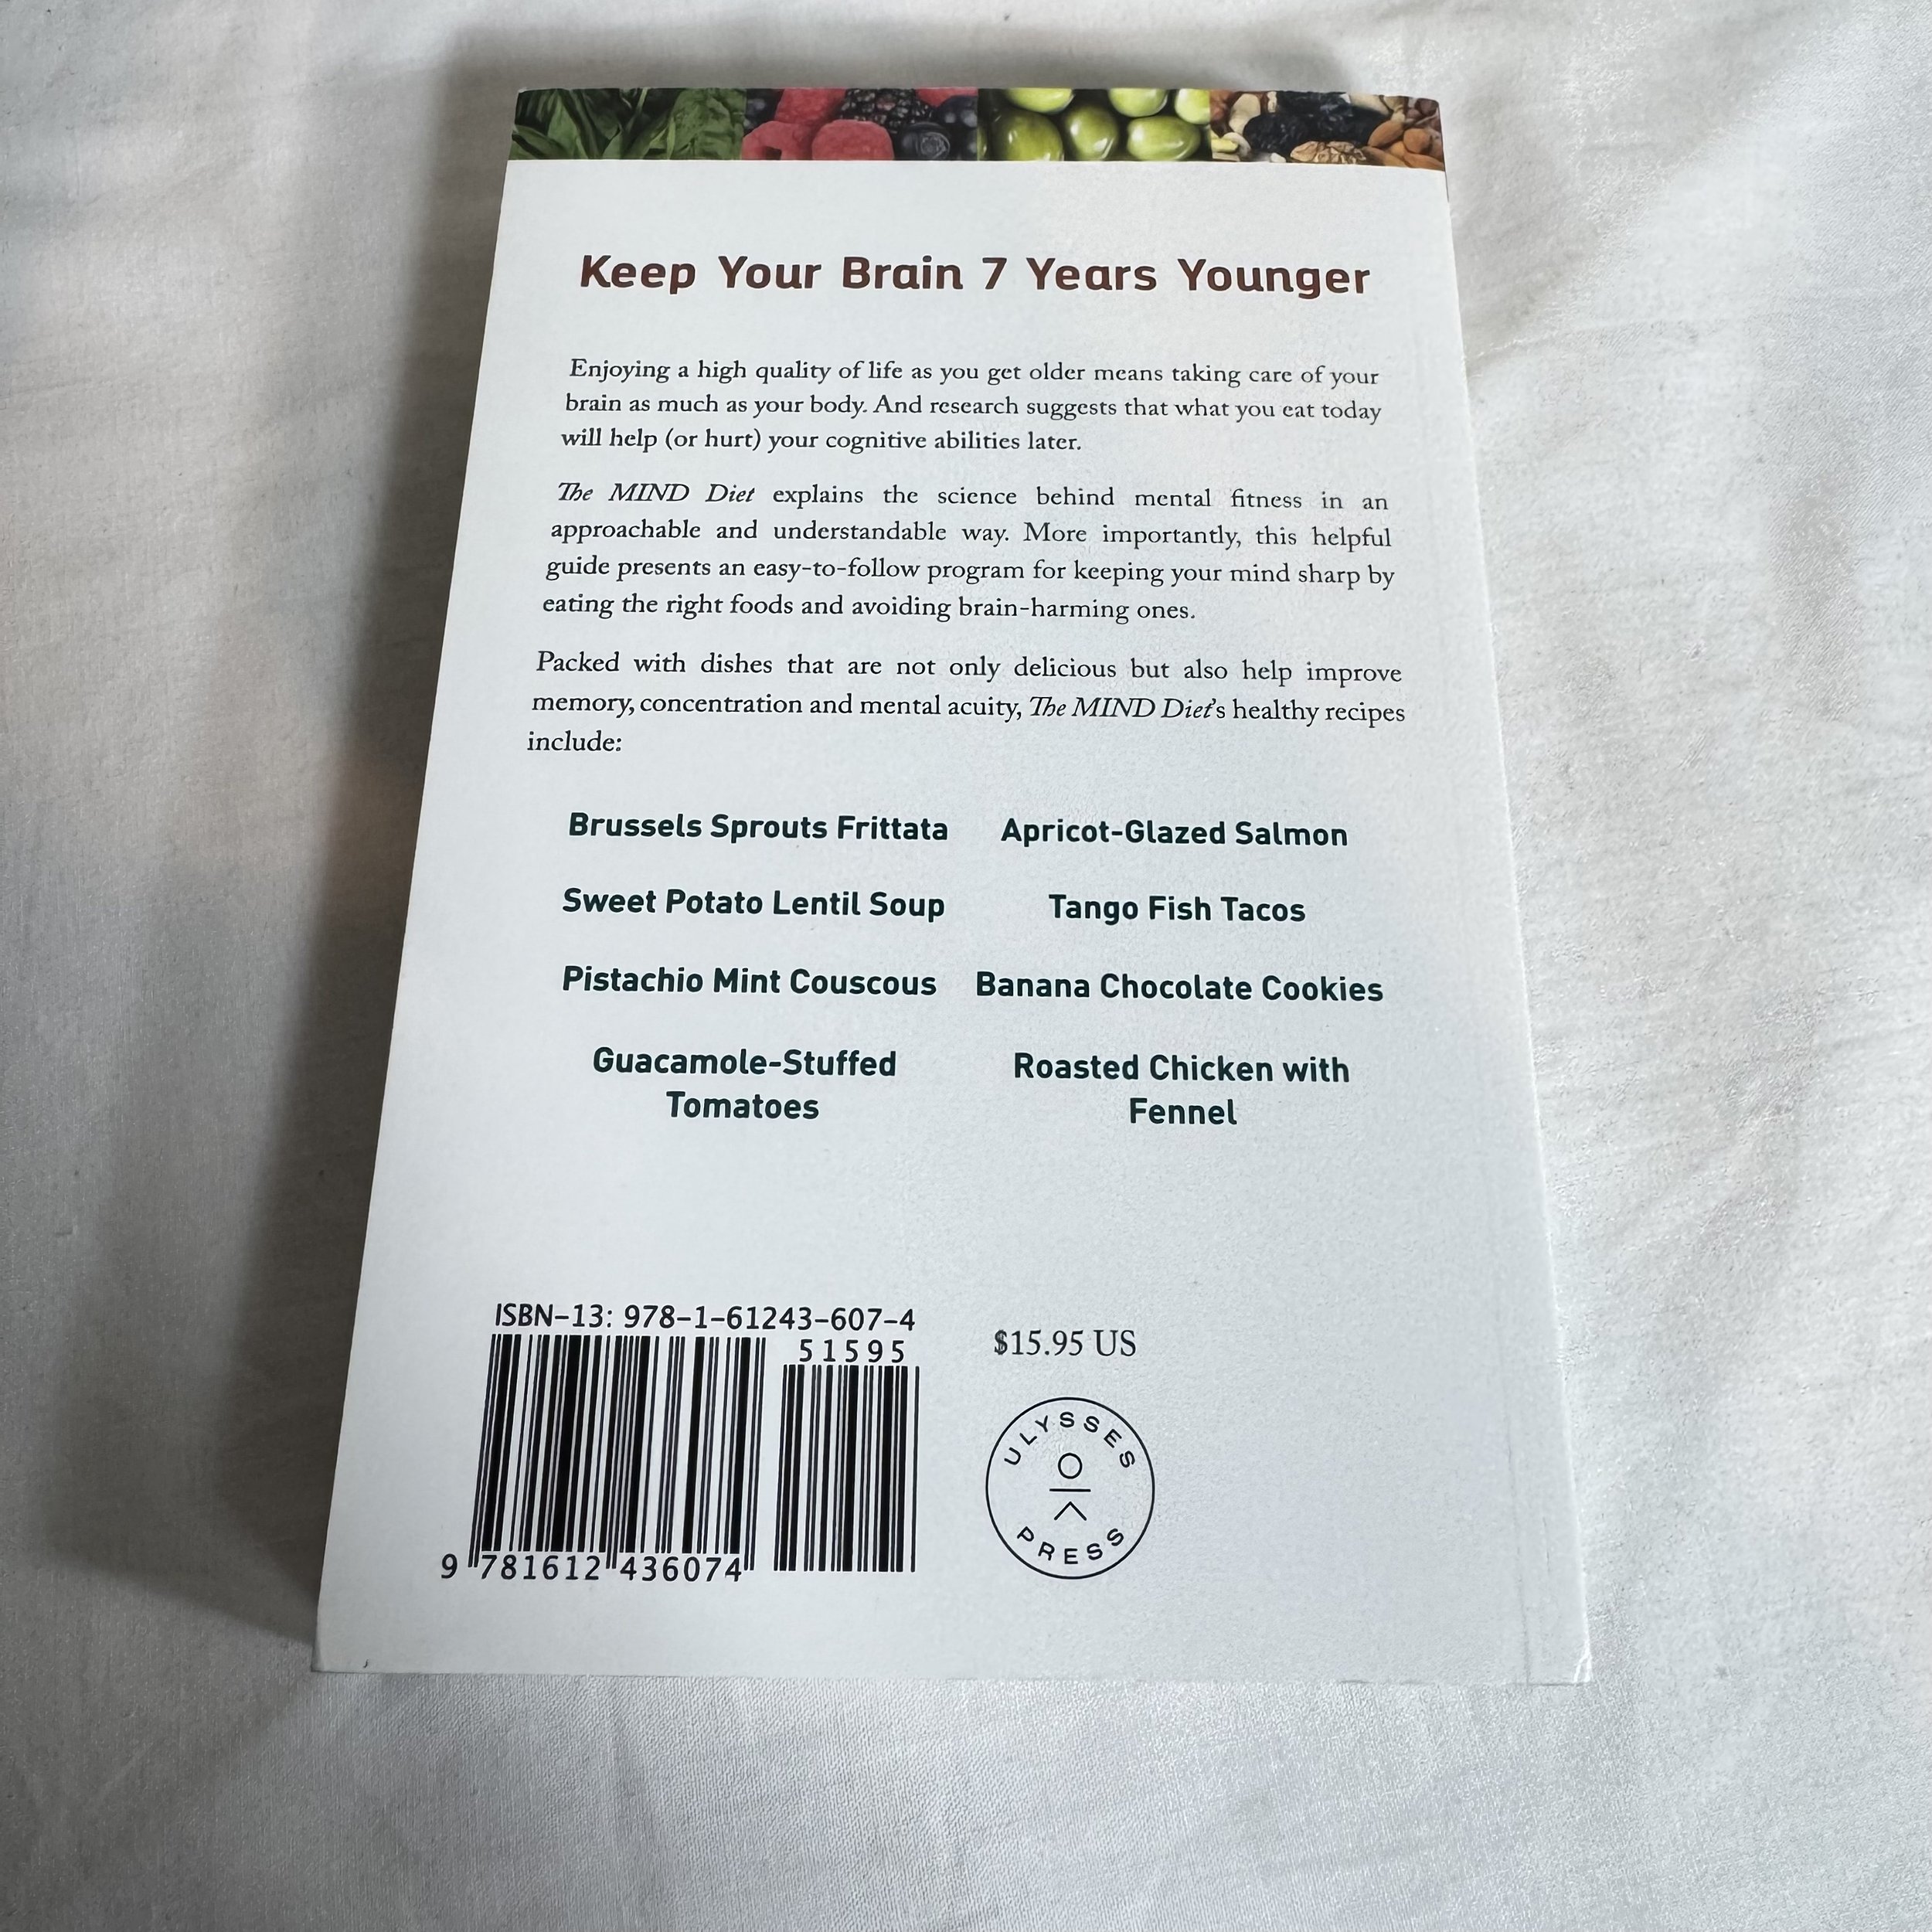 Keep Your Brain 7 Years Younger
Enjoying a high quality of life as you get older means taking care of your
brain as much as your body. And research suggests that what you eat today
will help (or hurt) your cognitive abilities later.
The MIND Diet explains the science behind mental fitness in an
approachable and understandable way. More importantly, this helpful
guide presents an easy-to-follow program for keeping your mind sharp by
eating the right foods and avoiding brain-harming ones.
Packed with dishes that are not only delicious but also help improve
memory, concentration and mental acuity, The MIND Diet's healthy recipes
include:
Brussels Sprouts Frittata
Sweet Potato Lentil Soup
Pistachio Mint Couscous
Guacamole-Stuffed
Tomatoes
Apricot-Glazed Salmon
Tango Fish Tacos
Banana Chocolate Cookies
Roasted Chicken with
Fennel
ISBN-13: 978-1-61243-607-4
51595
9 781612 436074
$15.95 US
ULYSSES
PRESS